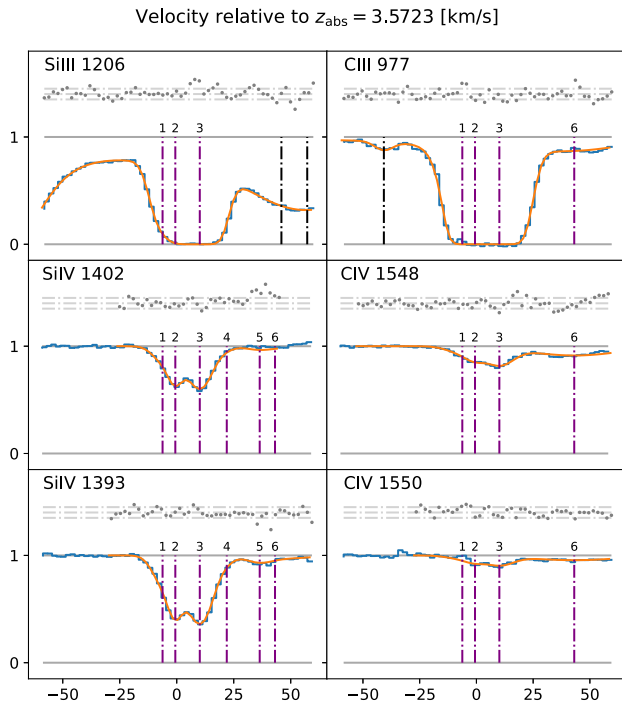 Velocity relative to z_abs = 3.5723 [km/s]
SiIII 1206
CIII 977
1 2 3
1 2 3 6
1
0
SiIV 1402
CIV 1548
1 2 3 4 5 6
1 2 3 6
1
0
SiIV 1393
CIV 1550
1 2 3 4 5 6
1 2 3 6
1
0
−50 −25 0 25 50
−50 −25 0 25 50